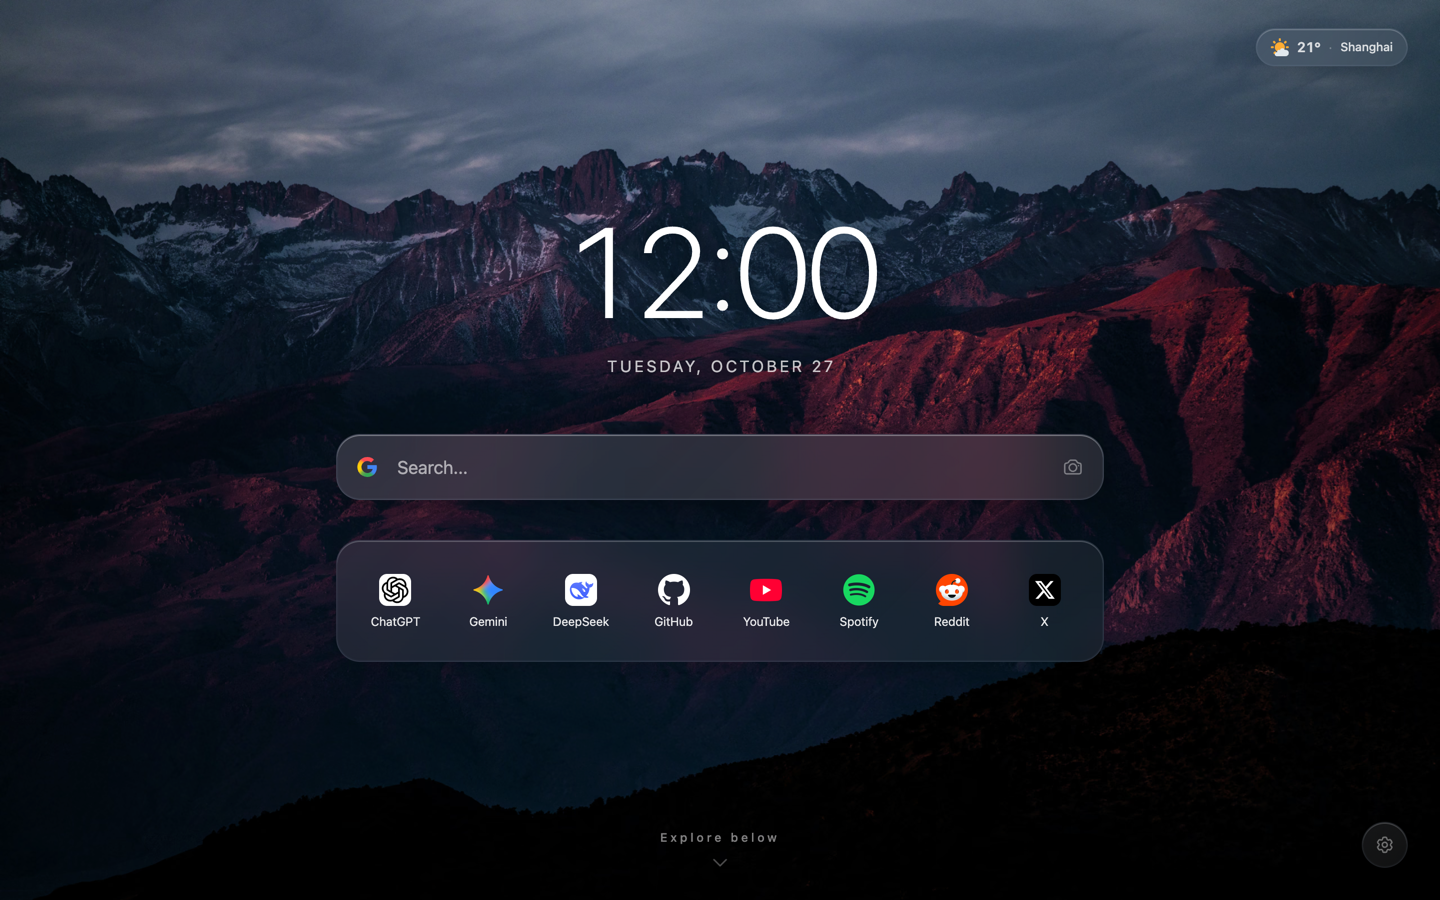 21° · Shanghai
12:00
TUESDAY, OCTOBER 27
Search...
ChatGPT Gemini DeepSeek GitHub YouTube Spotify Reddit X
Explore below